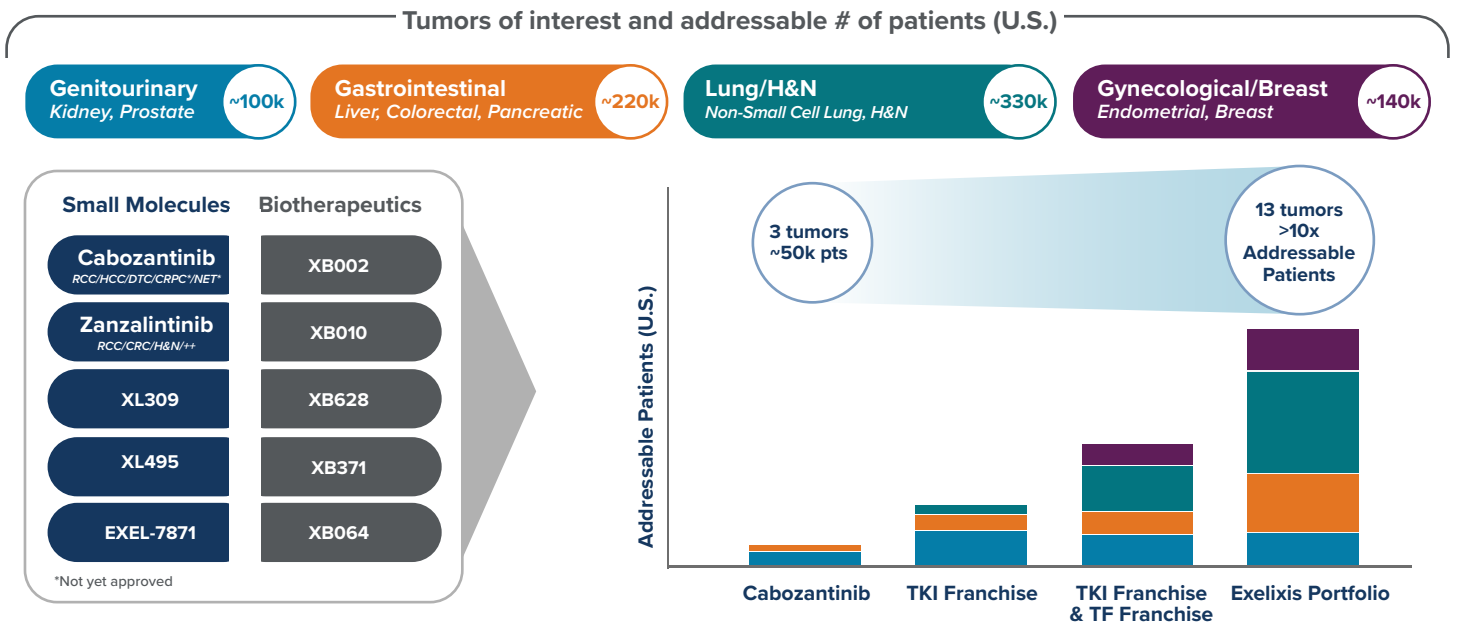 Tumors of interest and addressable # of patients (U.S.)
Genitourinary
Kidney, Prostate
~100k
Gastrointestinal
Liver, Colorectal, Pancreatic
~220k
Lung/H&N
Non-Small Cell Lung, H&N
~330k
Gynecological/Breast
Endometrial, Breast
~140k
Small Molecules
Biotherapeutics
Cabozantinib
RCC/HCC/DTC/CRPC*/NET*
XB002
Zanzalintinib
RCC/CRC/H&N/++
XB010
XL309
XB628
XL495
XB371
EXEL-7871
XB064
*Not yet approved
Addressable Patients (U.S.)
3 tumors
~50k pts
13 tumors
>10x
Addressable
Patients
Cabozantinib
TKI Franchise
TKI Franchise
& TF Franchise
Exelixis Portfolio